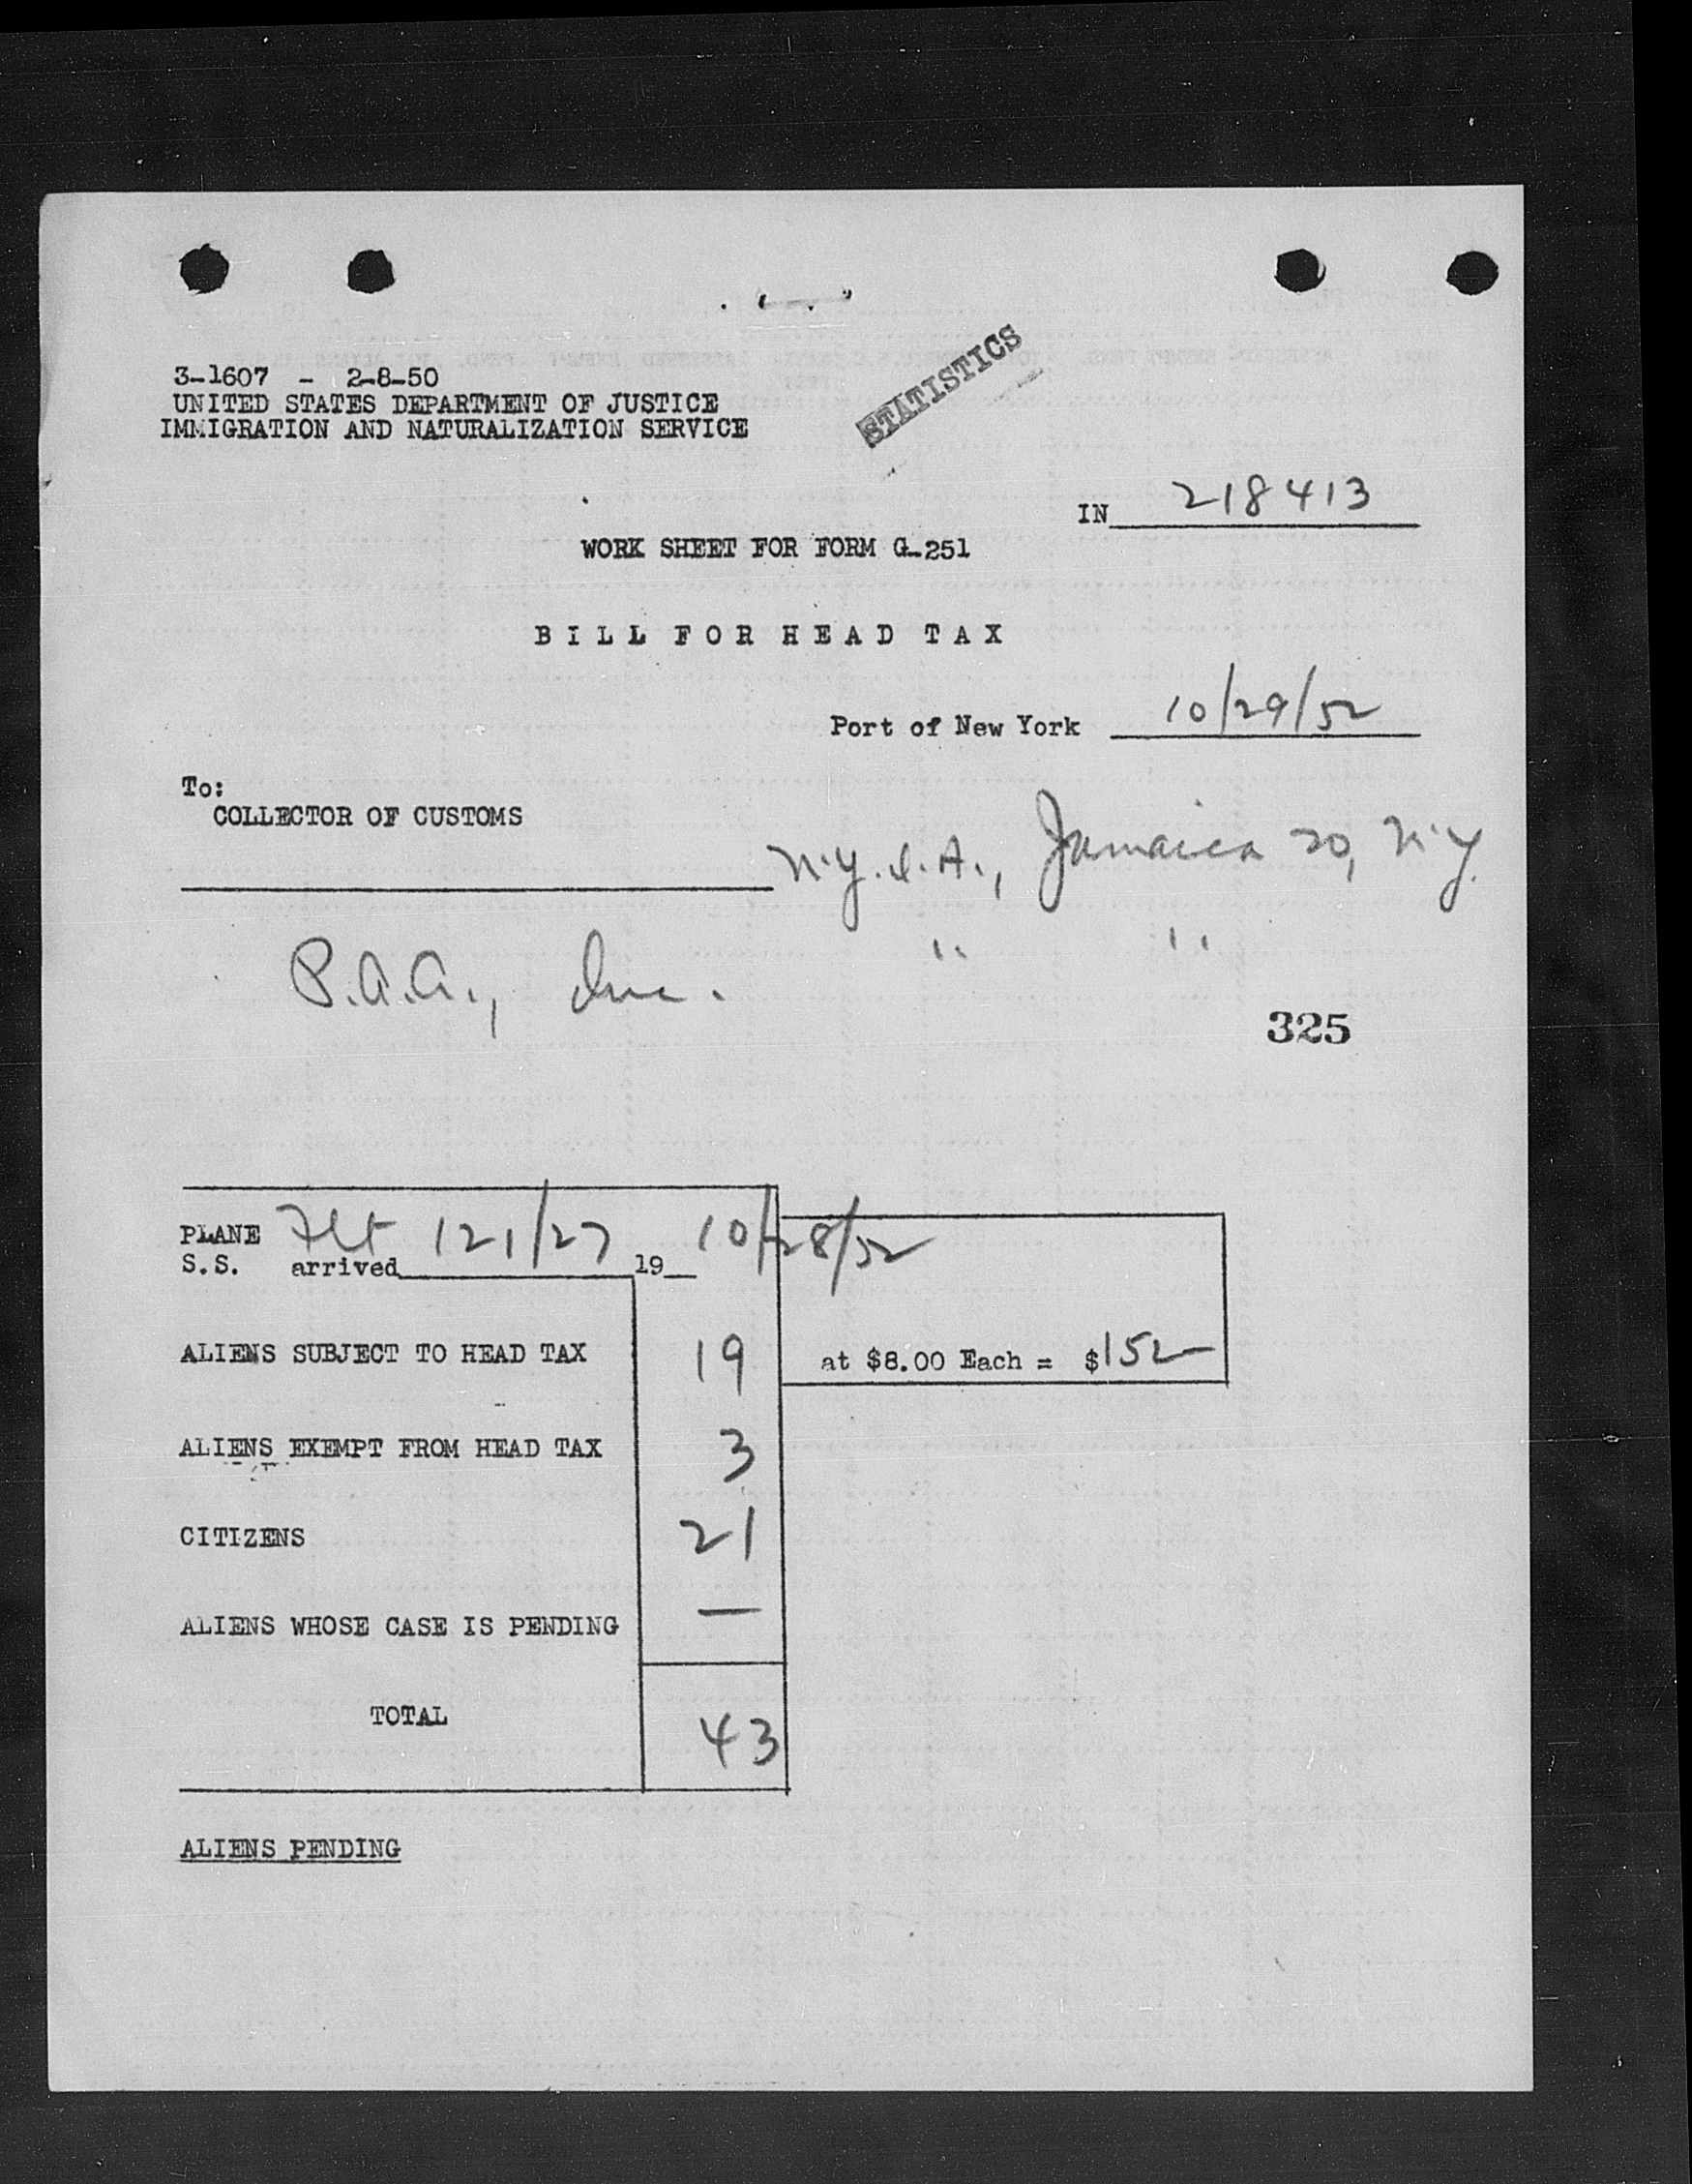 3-1607 - 2-8-50
UNITED STATES DEPARTMENT OF JUSTICE
IMMIGRATION AND NATURALIZATION SERVICE
STATISTICS
IN 218413
WORK SHEET FOR FORM G-251
BILL FOR HEAD TAX
Port of New York 10/29/52
To:
COLLECTOR OF CUSTOMS
N.Y.I.A., Jamaica 30, N.Y.
P.A.A., Inc. " "
325
PLANE Flt 121/27 10/28/52
S.S. arrived 19
ALIENS SUBJECT TO HEAD TAX 19 at $8.00 Each = $152
ALIENS EXEMPT FROM HEAD TAX 3
CITIZENS 21
ALIENS WHOSE CASE IS PENDING —
TOTAL 43
ALIENS PENDING